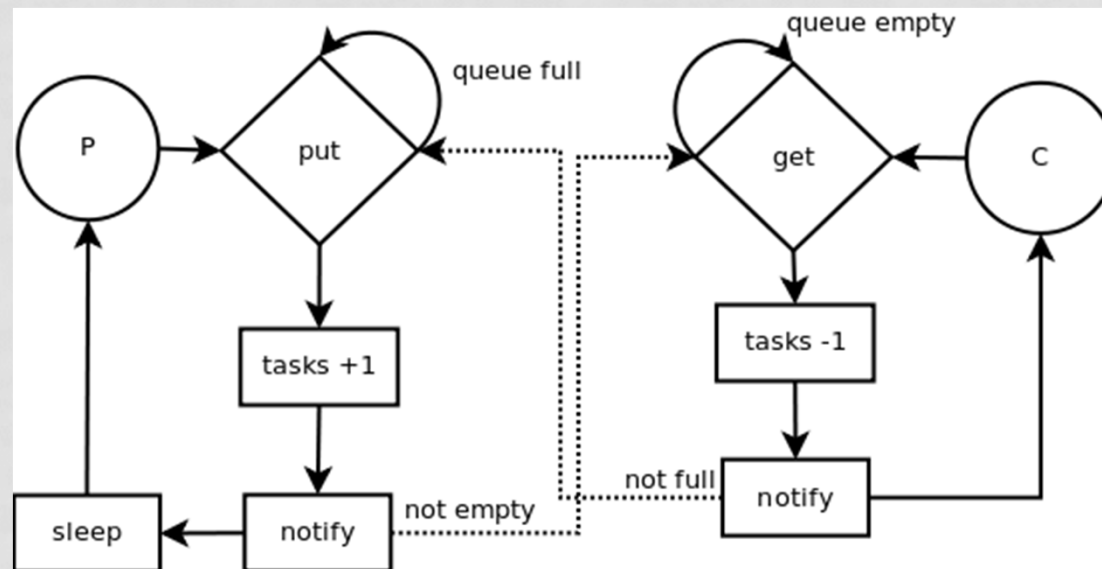 queue empty
queue full
P
put
get
C
tasks +1
tasks -1
not full
notify
not empty
sleep
notify